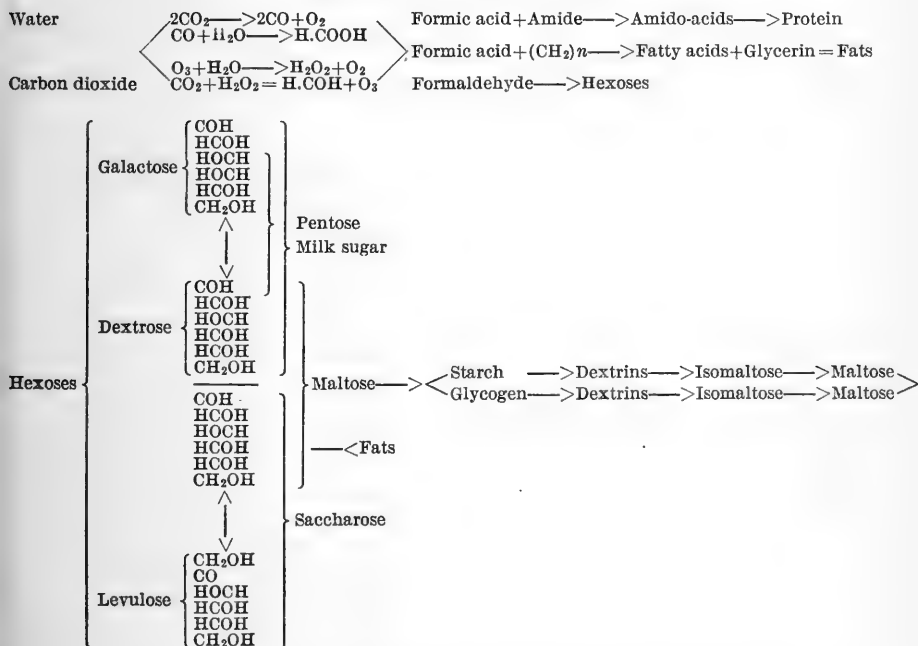 Water 2CO₂—>2CO+O₂ Formic acid+Amide—>Amido-acids—>Protein
CO+H₂O—>H.COOH
Formic acid+(CH₂)n—>Fatty acids+Glycerin=Fats
O₃+H₂O—>H₂O₂+O₂
Carbon dioxide CO₂+H₂O₂=H.COH+O₃ Formaldehyde—>Hexoses
COH
HCOH
HOCH
Galactose
HOCH
HCOH
CH₂OH
Pentose
Milk sugar
COH
HCOH
HOCH
Dextrose
HCOH
HCOH
CH₂OH
Starch —>Dextrins—>Isomaltose—>Maltose
Hexoses Maltose—>
Glycogen—>Dextrins—>Isomaltose—>Maltose
COH
HCOH
HOCH
HCOH
—<Fats
HCOH
CH₂OH
Saccharose
CH₂OH
CO
HOCH
Levulose
HCOH
HCOH
CH₂OH